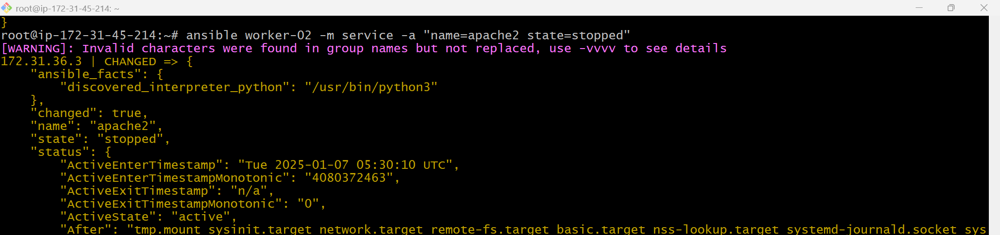 root@ip-172-31-45-214: ~
}
root@ip-172-31-45-214:~# ansible worker-02 -m service -a "name=apache2 state=stopped"
[WARNING]: Invalid characters were found in group names but not replaced, use -vvvv to see details
172.31.36.3 | CHANGED => {
    "ansible_facts": {
        "discovered_interpreter_python": "/usr/bin/python3"
    },
    "changed": true,
    "name": "apache2",
    "state": "stopped",
    "status": {
        "ActiveEnterTimestamp": "Tue 2025-01-07 05:30:10 UTC",
        "ActiveEnterTimestampMonotonic": "4080372463",
        "ActiveExitTimestamp": "n/a",
        "ActiveExitTimestampMonotonic": "0",
        "ActiveState": "active",
        "After": "tmp.mount sysinit.target network.target remote-fs.target basic.target nss-lookup.target systemd-journald.socket sys